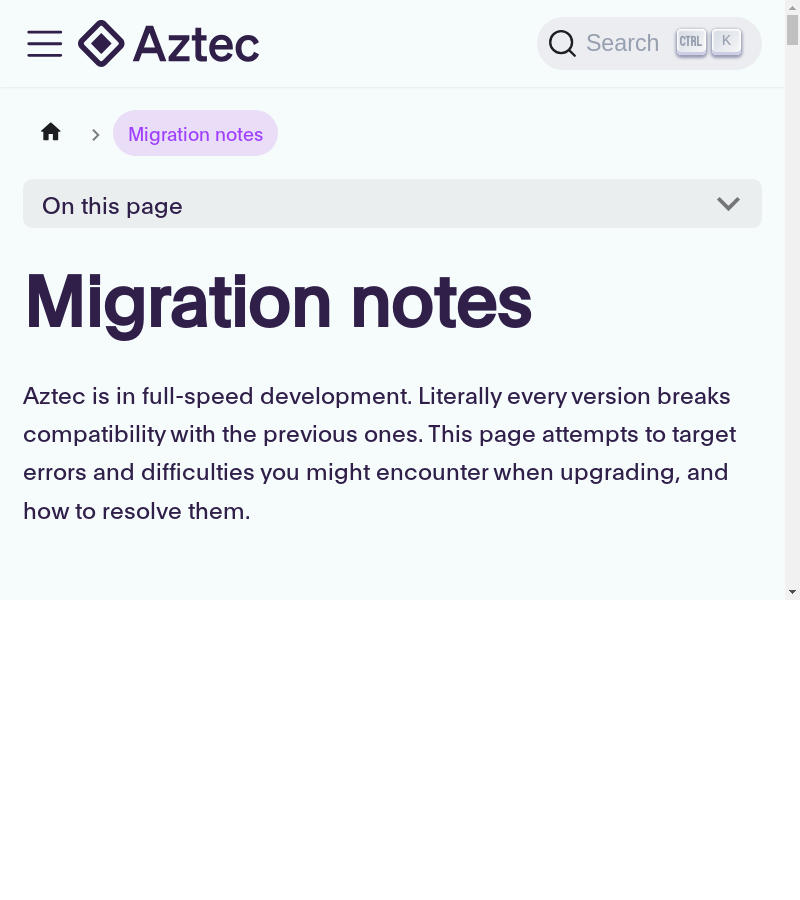 Aztec
Search CTRL K
Migration notes
On this page
Migration notes
Aztec is in full-speed development. Literally every version breaks
compatibility with the previous ones. This page attempts to target
errors and difficulties you might encounter when upgrading, and
how to resolve them.